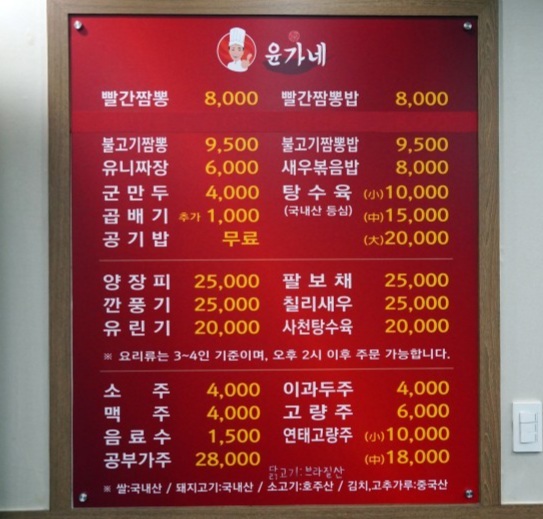 윤가네
빨간짬뽕 8,000 빨간짬뽕밥 8,000
불고기짬뽕 9,500 불고기짬뽕밥 9,500
유니짜장 6,000 새우볶음밥 8,000
군만두 4,000 탕수육 (小)10,000
곱배기 추가 1,000 (국내산 등심) (中)15,000
공기밥 무료 (大)20,000
양장피 25,000 팔보채 25,000
깐풍기 25,000 칠리새우 25,000
유린기 20,000 사천탕수육 20,000
※ 요리류는 3~4인 기준이며, 오후 2시 이후 주문 가능합니다.
소주 4,000 이과두주 4,000
맥주 4,000 고량주 6,000
음료수 1,500 연태고량주 (小)10,000
공부가주 28,000 (中)18,000
닭고기:브라질산
※ 쌀:국내산 / 돼지고기:국내산 / 소고기:호주산 / 김치,고추가루:중국산